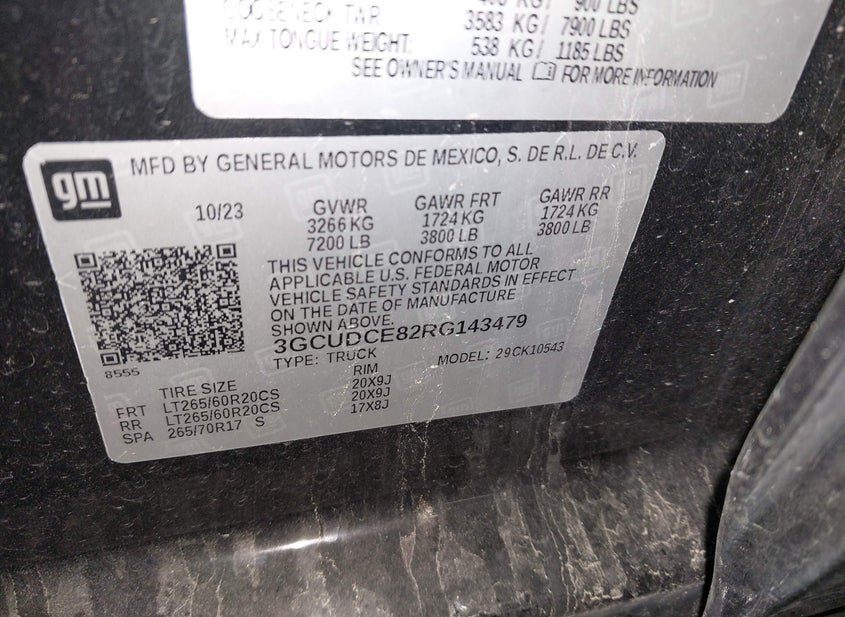 900 LBS
GOOSENECK TWR 3583 KG/ 7900 LBS
MAX TONGUE WEIGHT: 538 KG/ 1185 LBS
SEE OWNER'S MANUAL FOR MORE INFORMATION
gm
MFD BY GENERAL MOTORS DE MEXICO, S. DE R.L. DE C.V.
10/23 GVWR GAWR FRT GAWR RR
3266 KG 1724 KG 1724 KG
7200 LB 3800 LB 3800 LB
THIS VEHICLE CONFORMS TO ALL
APPLICABLE U.S. FEDERAL MOTOR
VEHICLE SAFETY STANDARDS IN EFFECT
ON THE DATE OF MANUFACTURE
SHOWN ABOVE.
3GCUDCE82RG143479
8555
TYPE: TRUCK MODEL: 29CK10543
TIRE SIZE RIM
FRT LT265/60R20CS 20X9J
RR LT265/60R20CS 20X9J
SPA 265/70R17 S 17X8J